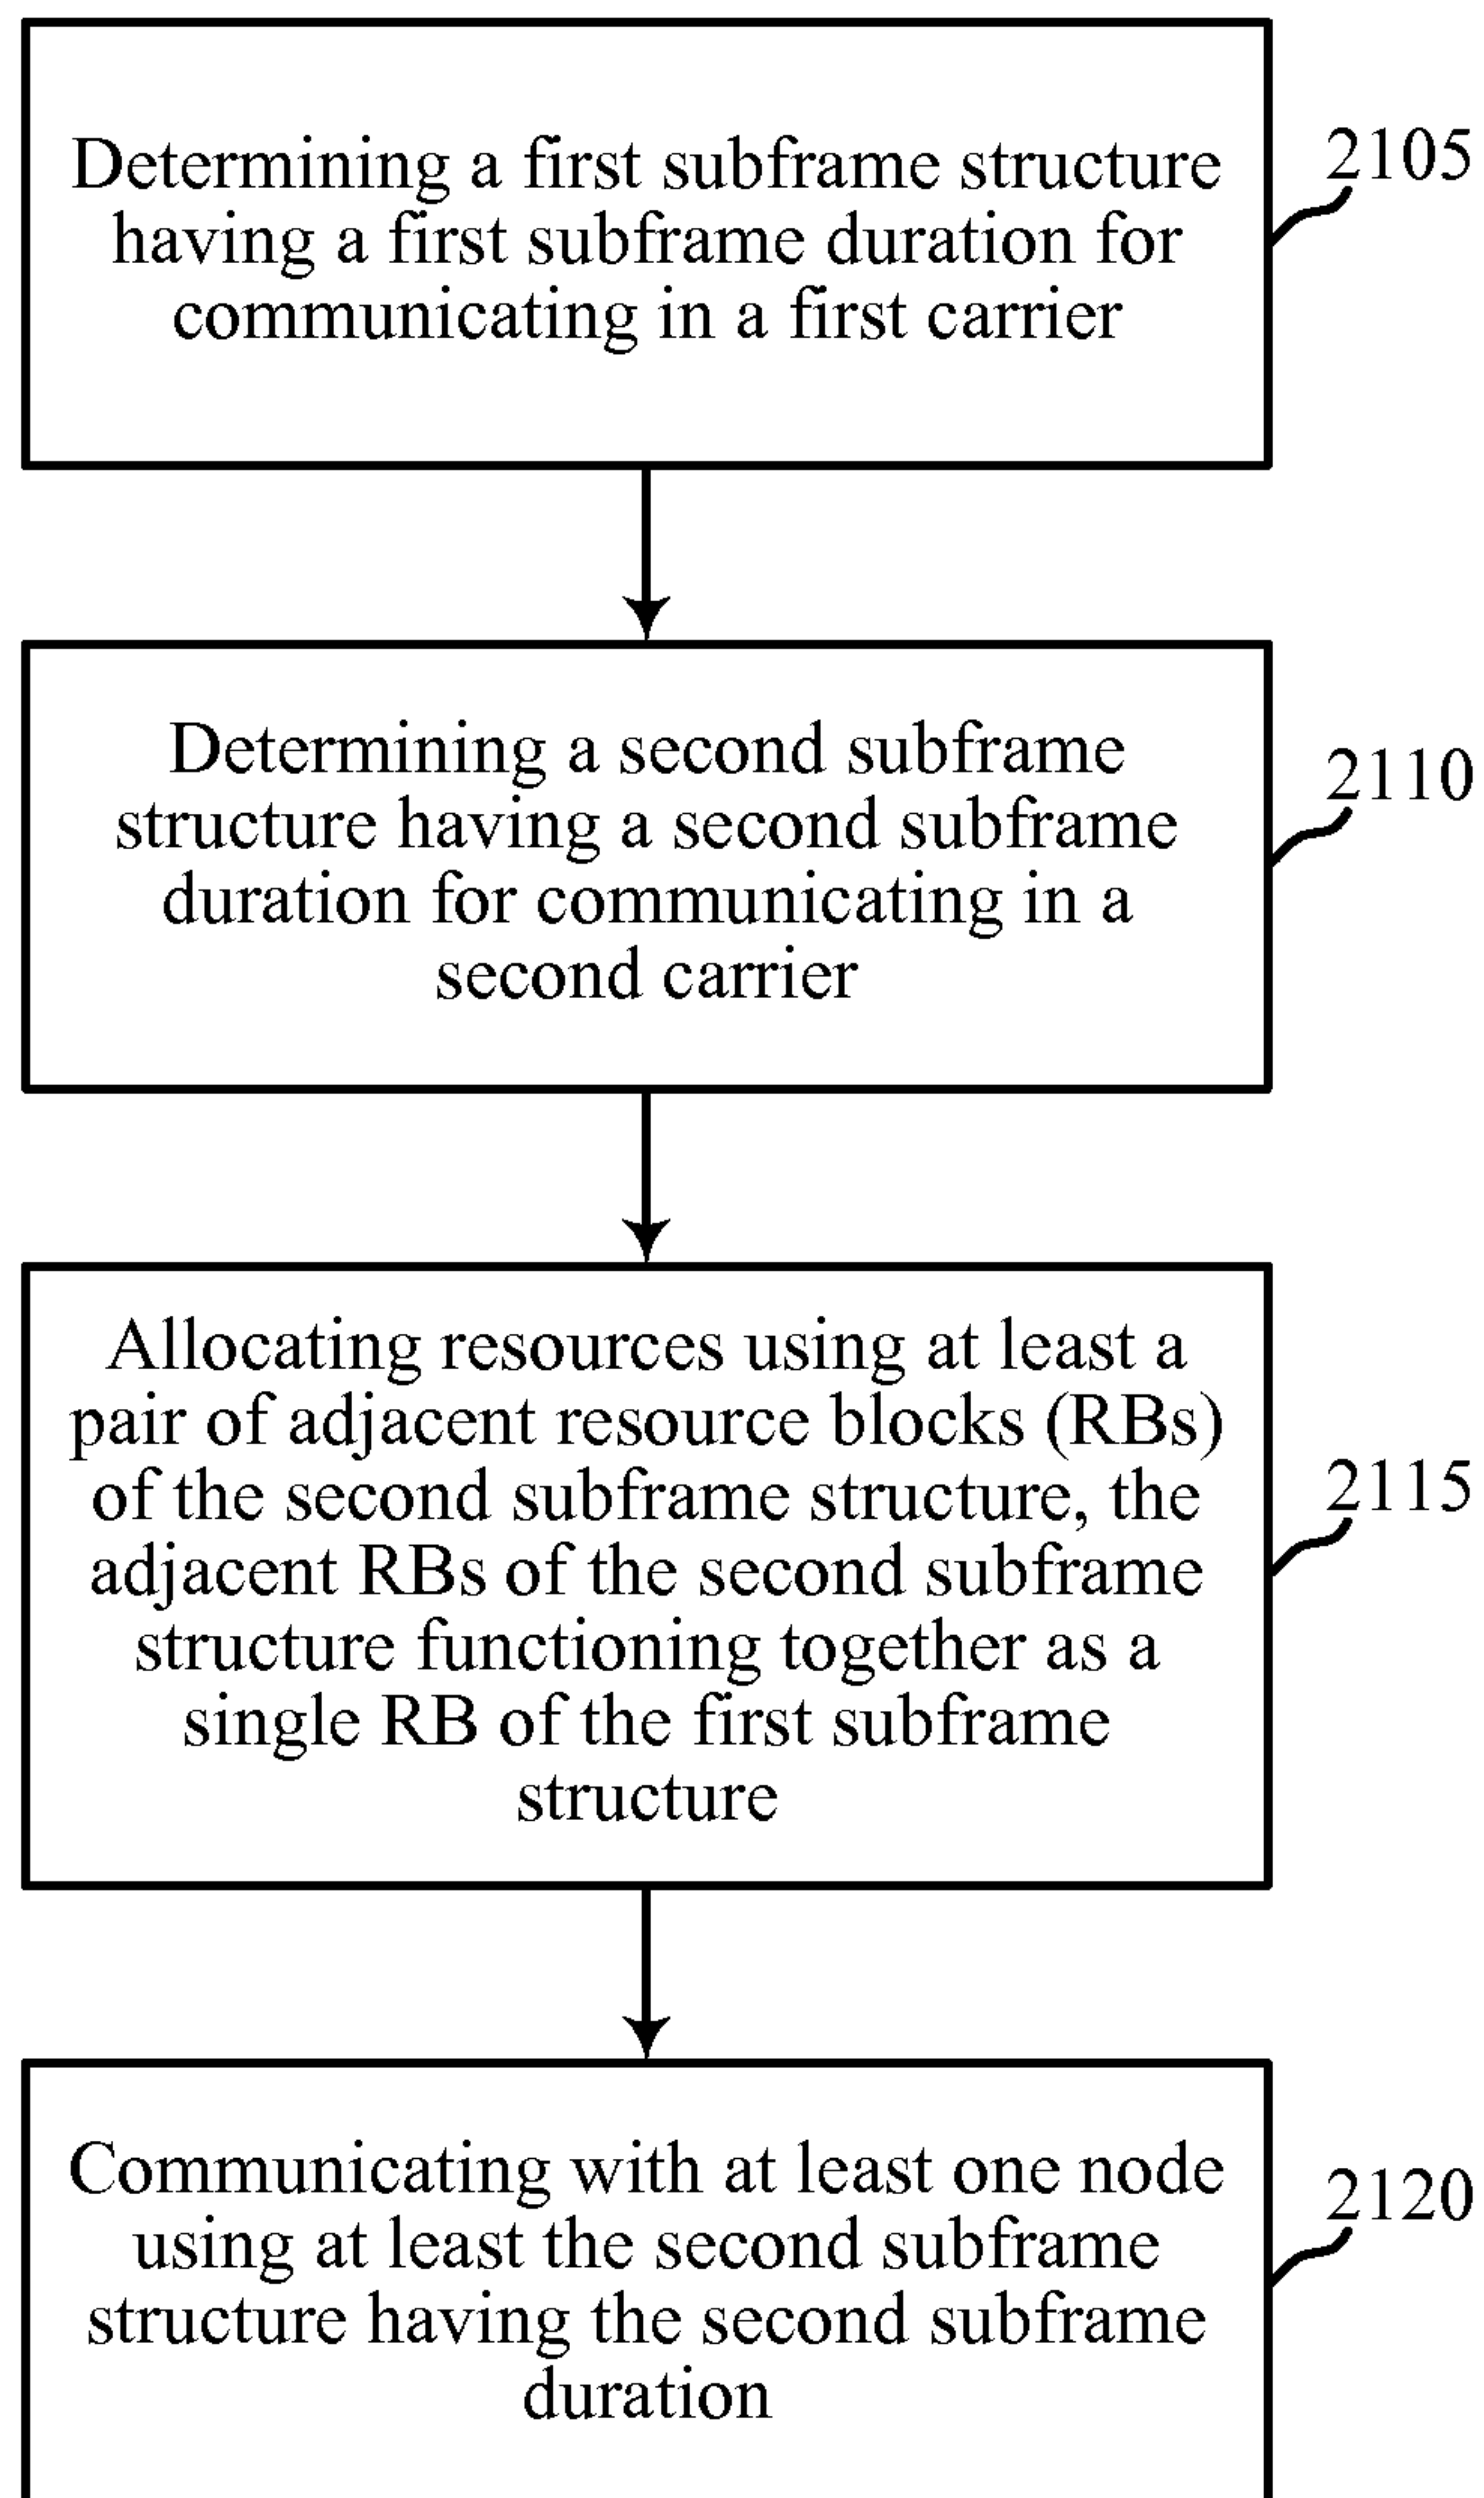 Determining a first subframe structure
having a first subframe duration for
communicating in a first carrier
2105
Determining a second subframe
structure having a second subframe
duration for communicating in a
second carrier
2110
Allocating resources using at least a
pair of adjacent resource blocks (RBs)
of the second subframe structure, the
adjacent RBs of the second subframe
structure functioning together as a
single RB of the first subframe
structure
2115
Communicating with at least one node
using at least the second subframe
structure having the second subframe
duration
2120